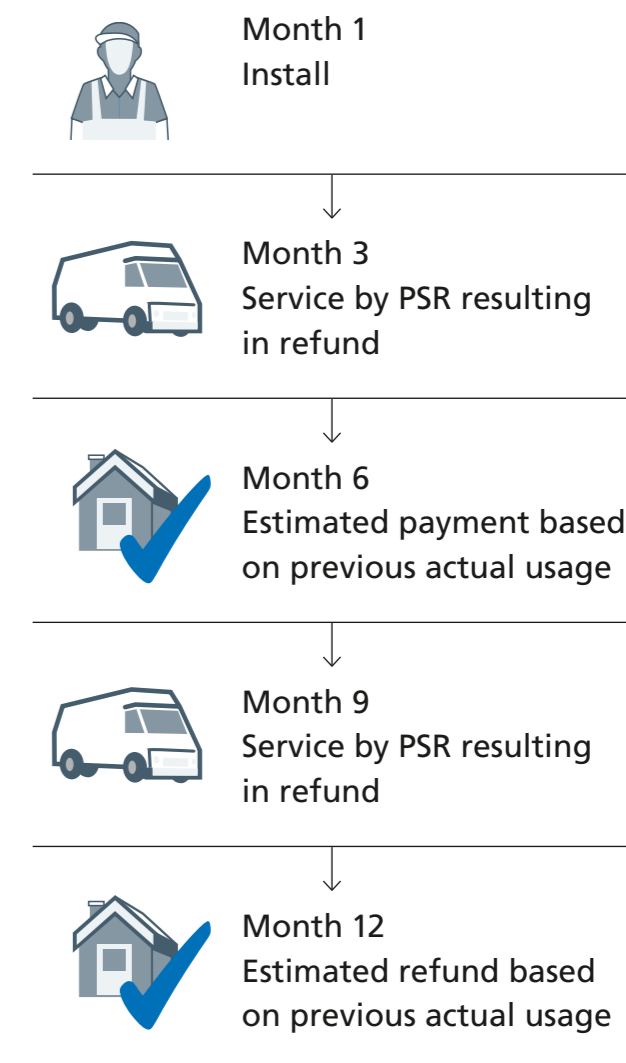 Month 1
Install
Month 3
Service by PSR resulting
in refund
Month 6
Estimated payment based
on previous actual usage
Month 9
Service by PSR resulting
in refund
Month 12
Estimated refund based
on previous actual usage